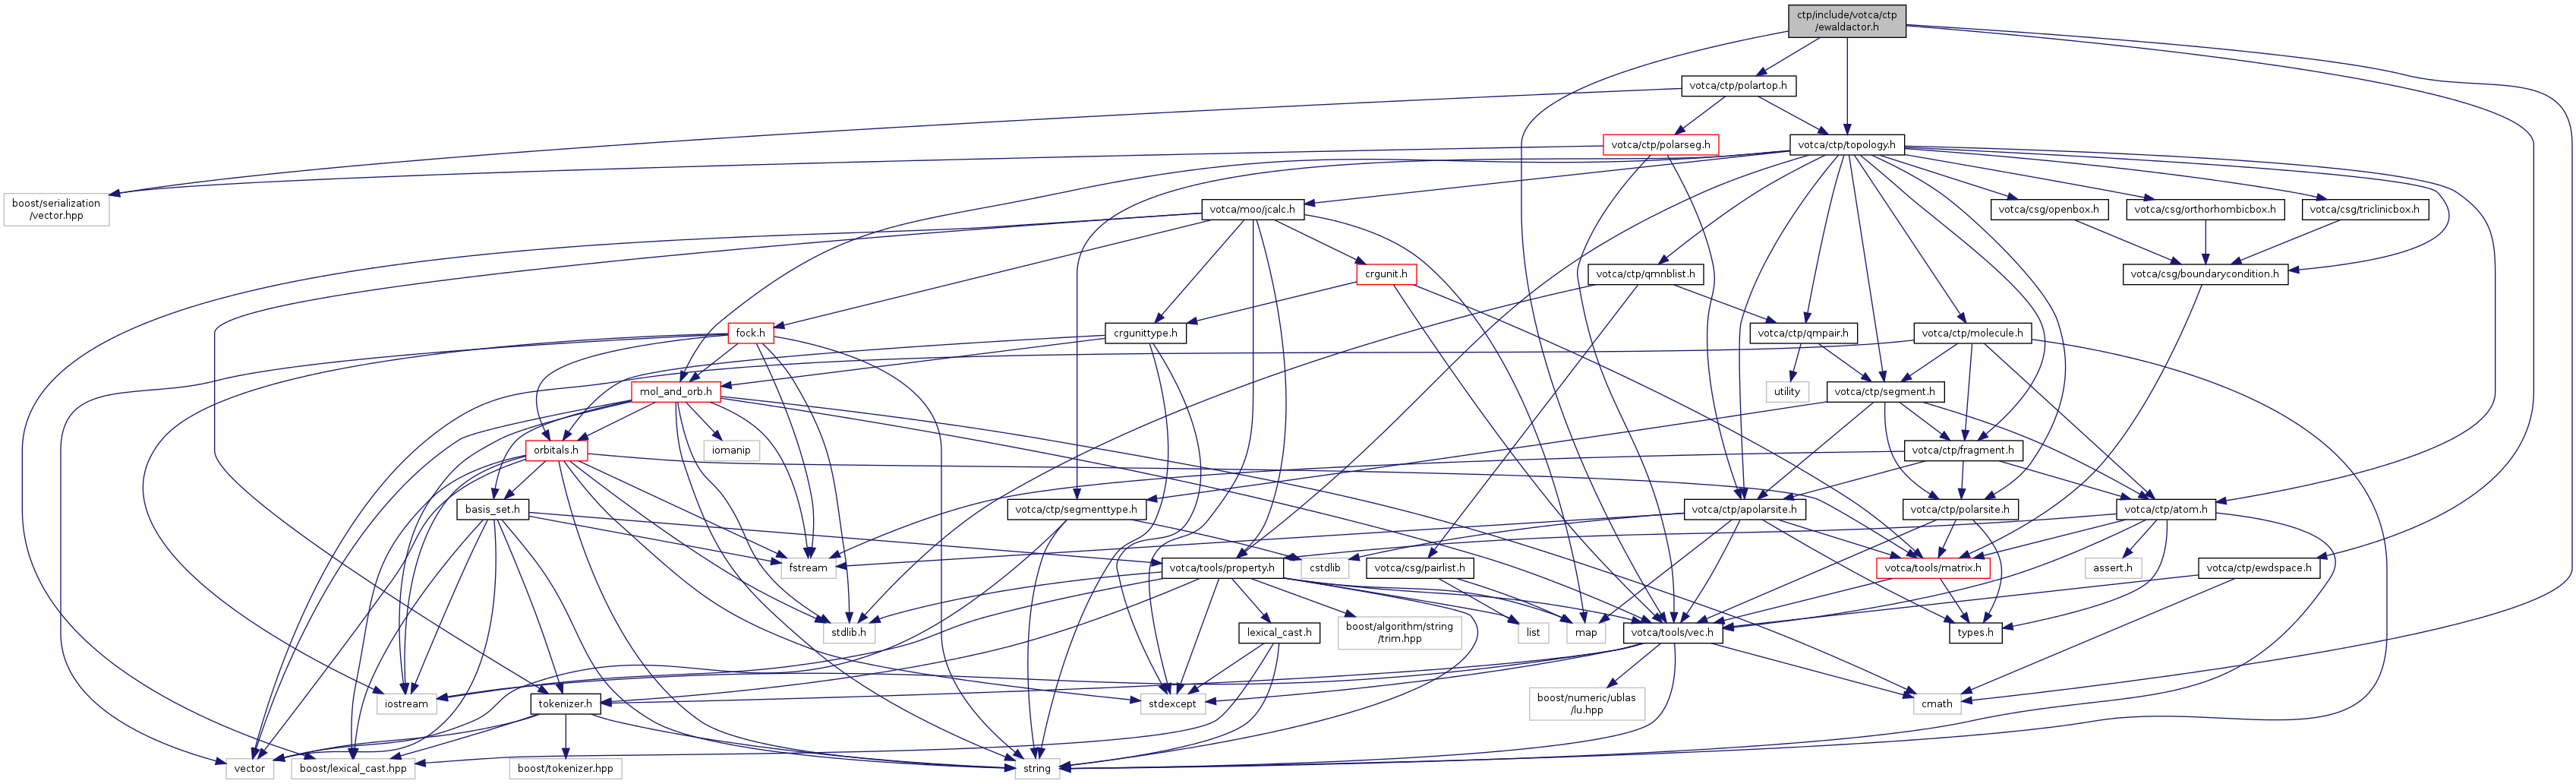 ctp/include/votca/ctp
/ewaldactor.h
votca/ctp/polartop.h
votca/ctp/polarseg.h
votca/ctp/topology.h
boost/serialization
/vector.hpp
votca/moo/jcalc.h
votca/csg/openbox.h
votca/csg/orthorhombicbox.h
votca/csg/triclinicbox.h
crgunit.h
votca/ctp/qmnblist.h
votca/csg/boundarycondition.h
fock.h
crgunittype.h
votca/ctp/qmpair.h
votca/ctp/molecule.h
mol_and_orb.h
utility
votca/ctp/segment.h
orbitals.h
iomanip
votca/ctp/fragment.h
basis_set.h
votca/ctp/segmenttype.h
votca/ctp/apolarsite.h
votca/ctp/polarsite.h
votca/ctp/atom.h
fstream
votca/tools/property.h
cstdlib
votca/csg/pairlist.h
votca/tools/matrix.h
assert.h
votca/ctp/ewdspace.h
stdlib.h
lexical_cast.h
boost/algorithm/string
/trim.hpp
list
map
votca/tools/vec.h
types.h
iostream
tokenizer.h
stdexcept
boost/numeric/ublas
/lu.hpp
cmath
vector
boost/lexical_cast.hpp
boost/tokenizer.hpp
string